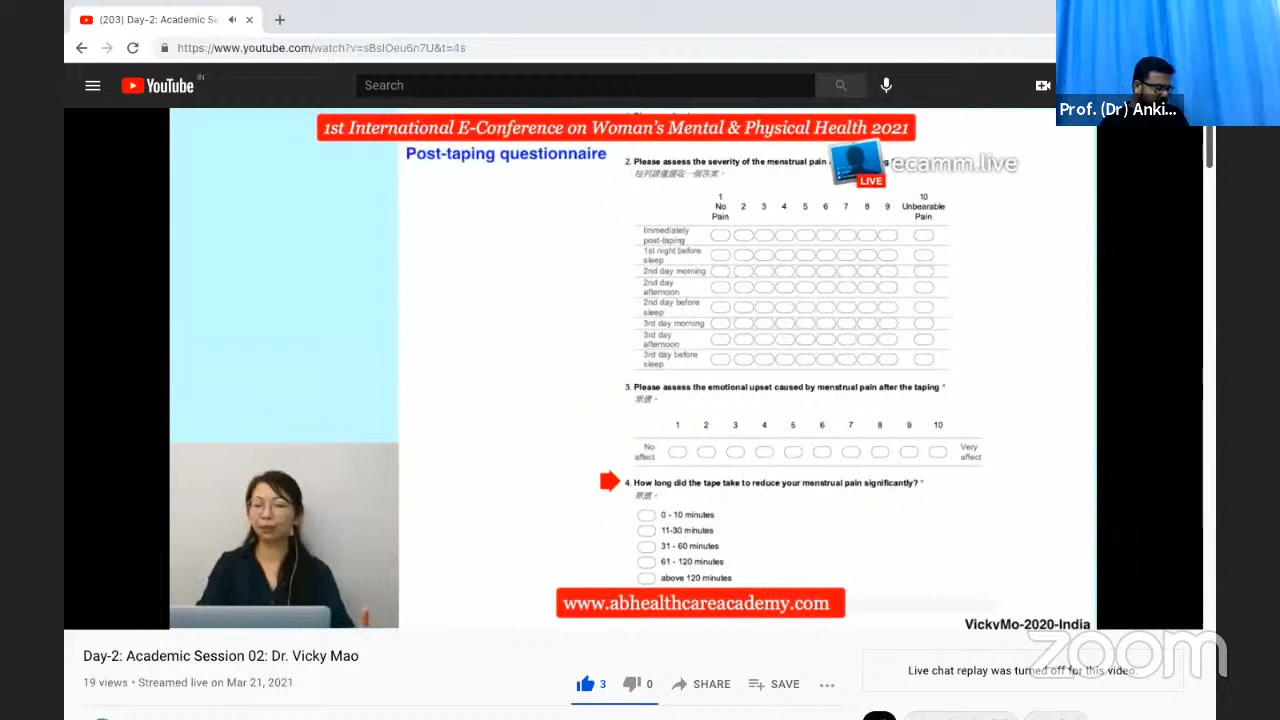 (203) Day-2: Academic Se
https://www.youtube.com/watch?v=sBsIOeu6n7U&t=4s
YouTube IN
Search
Prof. (Dr) Anki...
1st International E-Conference on Woman's Mental & Physical Health 2021
Post-taping questionnaire
2. Please assess the severity of the menstrual pain
ecamm.live
LIVE
1 No Pain 2 3 4 5 6 7 8 9 10 Unbearable Pain
Immediately post-taping
1st night before sleep
2nd day morning
2nd day afternoon
2nd day before sleep
3rd day morning
3rd day afternoon
3rd day before sleep
3. Please assess the emotional upset caused by menstrual pain after the taping *
1 2 3 4 5 6 7 8 9 10
No affect Very affect
4. How long did the tape take to reduce your menstrual pain significantly? *
0 - 10 minutes
11-30 minutes
31 - 60 minutes
61 - 120 minutes
above 120 minutes
www.abhealthcareacademy.com
VickyMo-2020-India
zoom
Day-2: Academic Session 02: Dr. Vicky Mao
19 views • Streamed live on Mar 21, 2021
3 0 SHARE SAVE ...
Live chat replay was turned off for this video.